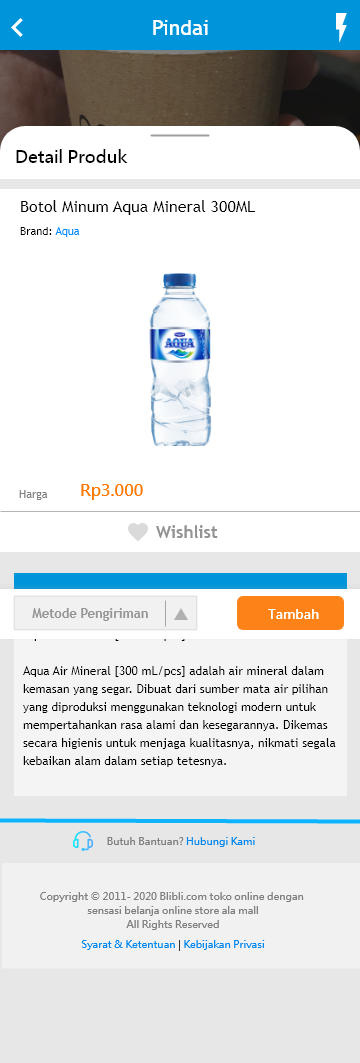 Pindai
Detail Produk
Botol Minum Aqua Mineral 300ML
Brand: Aqua
AQUA
Harga
Rp3.000
Wishlist
Metode Pengiriman
Tambah
Aqua Air Mineral [300 mL/pcs] adalah air mineral dalam
kemasan yang segar. Dibuat dari sumber mata air pilihan
yang diproduksi menggunakan teknologi modern untuk
mempertahankan rasa alami dan kesegarannya. Dikemas
secara higienis untuk menjaga kualitasnya, nikmati segala
kebaikan alam dalam setiap tetesnya.
Butuh Bantuan? Hubungi Kami
Copyright © 2011- 2020 Blibli.com toko online dengan
sensasi belanja online store ala mall
All Rights Reserved
Syarat & Ketentuan | Kebijakan Privasi